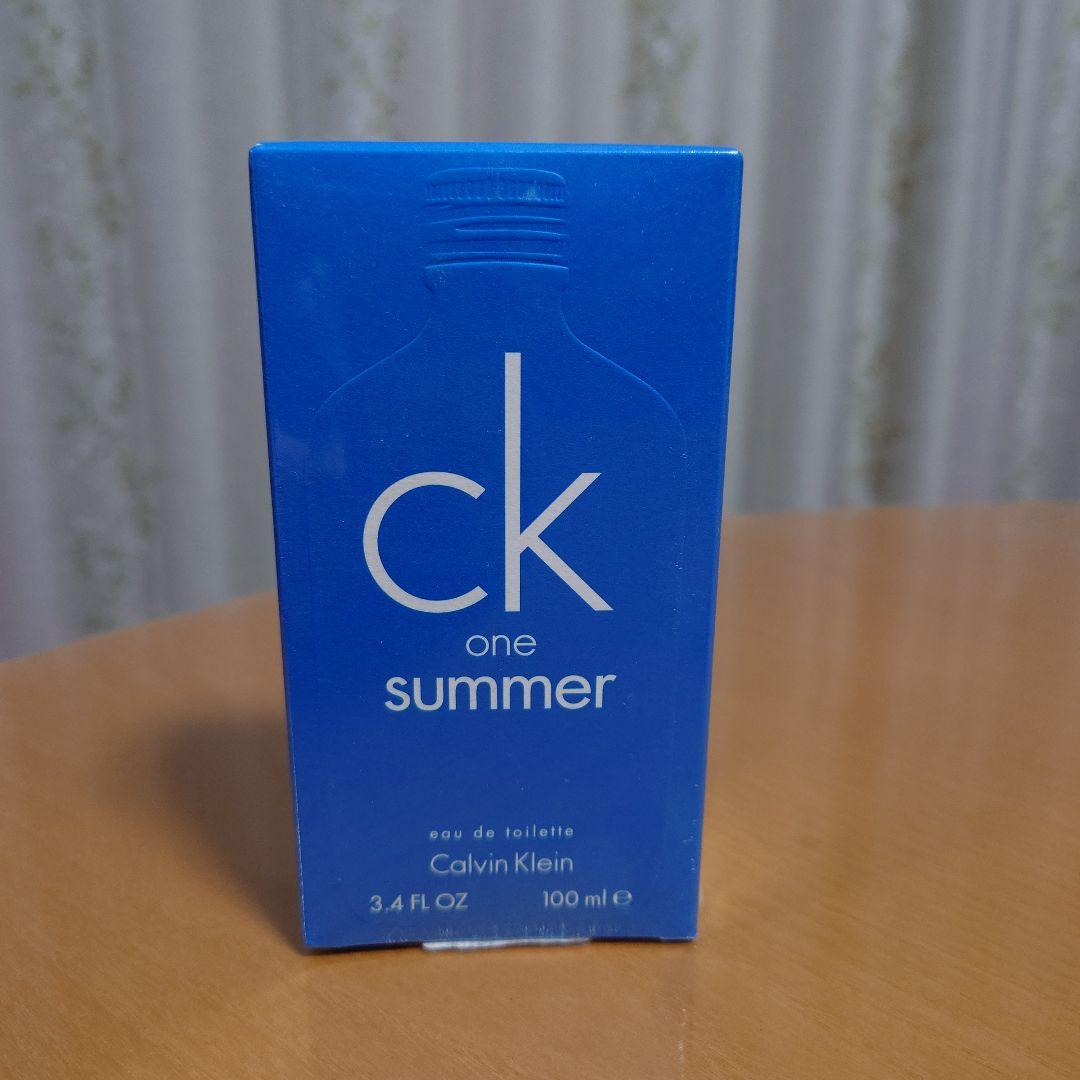 ck
one
summer
eau de toilette
Calvin Klein
3.4 FL OZ 100 ml ℮